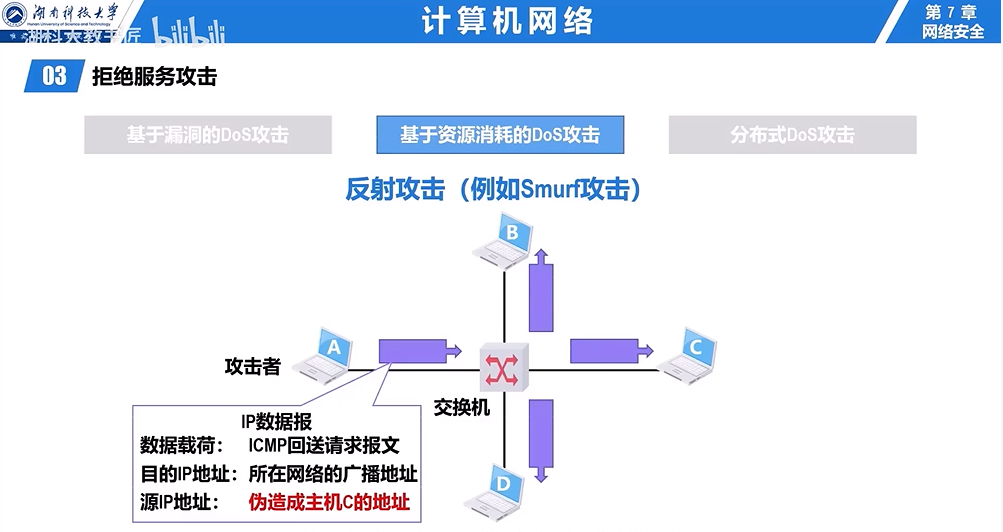 湖南科技大学
Hunan University of Science and Technology
计算机网络
第 7 章
网络安全
湖科大教书匠 bilibili
03 拒绝服务攻击
基于漏洞的DoS攻击
基于资源消耗的DoS攻击
分布式DoS攻击
反射攻击（例如Smurf攻击）
B
A
C
攻击者
交换机
IP数据报
数据载荷： ICMP回送请求报文
目的IP地址：所在网络的广播地址
源IP地址： 伪造成主机C的地址
D